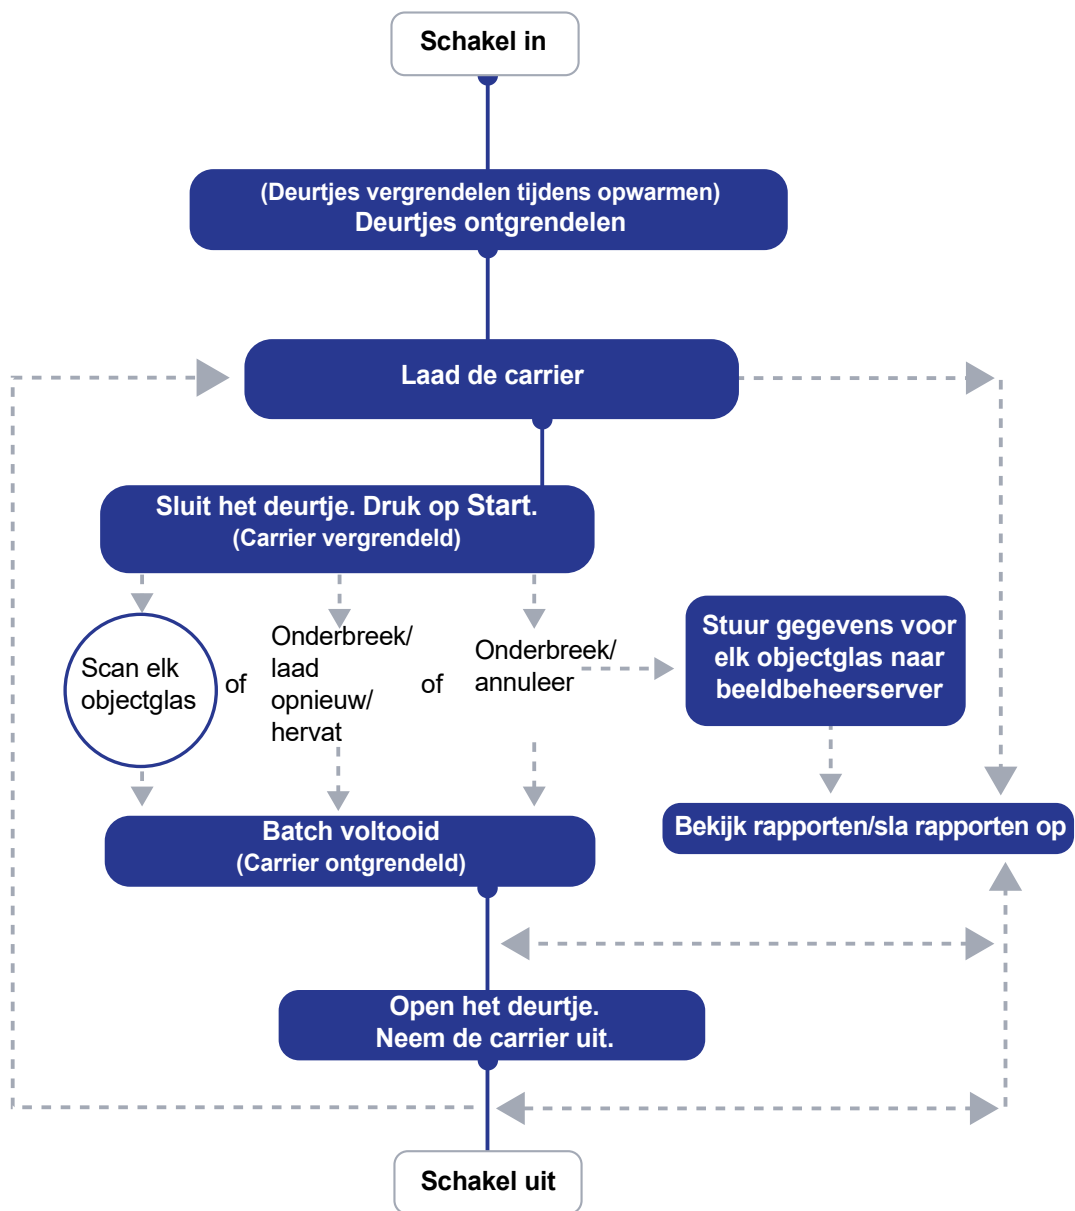 Schakel in
(Deurtjes vergrendelen tijdens opwarmen)
Deurtjes ontgrendelen
Laad de carrier
Sluit het deurtje. Druk op Start.
(Carrier vergrendeld)
Scan elk
objectglas
of
Onderbreek/
laad
opnieuw/
hervat
of
Onderbreek/
annuleer
Stuur gegevens voor
elk objectglas naar
beeldbeheerserver
Batch voltooid
(Carrier ontgrendeld)
Bekijk rapporten/sla rapporten op
Open het deurtje.
Neem de carrier uit.
Schakel uit